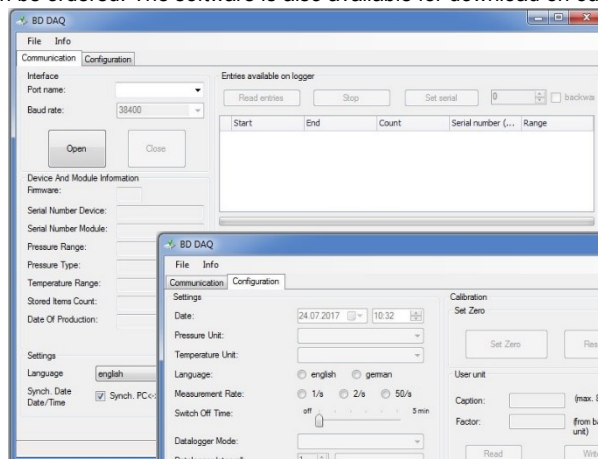 be ordered. The software is also available for download on
BD DAQ
File Info
Communication Configuration
Interface
Port name:
Baud rate: 38400
Open Close
Device And Module Information
Firmware:
Serial Number Device:
Serial Number Module:
Pressure Range:
Pressure Type:
Temperature Range:
Stored Items Count:
Date Of Production:
Settings
Language english
Synch. Date Synch. PC<-
Date/Time
Entries available on logger
Read entries Stop Set serial 0 backwar
Start End Count Serial number (... Range
BD DAQ
File Info
Communication Configuration
Settings
Date: 24.07.2017 10:32
Pressure Unit:
Temperature Unit:
Language: english german
Measurement Rate: 1/s 2/s 50/s
Switch Off Time: off 5 min
Datalogger Mode:
1
Calibration
Set Zero
Set Zero Res
User unit
Caption: (max. 
Factor: (from b
unit)
Read Writ